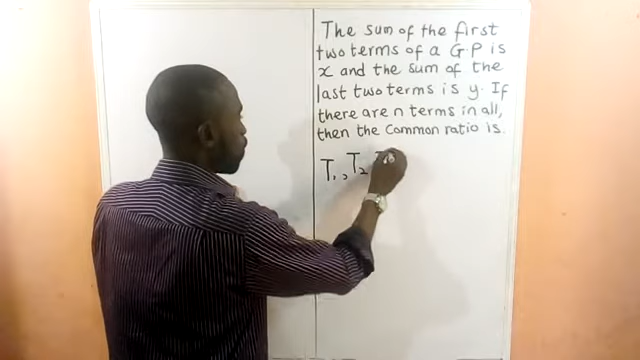 The sum of the first
two terms of a G.P is
x and the sum of the
last two terms is y. If
there are n terms in all,
then the Common ratio is.
T₁, T₂